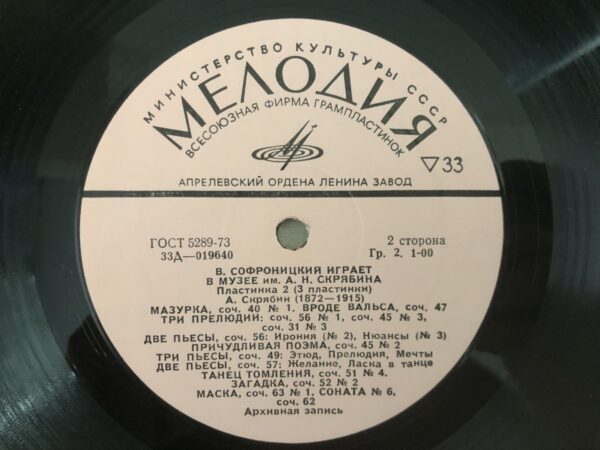 МИНИСТЕРСТВО КУЛЬТУРЫ СССР
МЕЛОДИЯ
ВСЕСОЮЗНАЯ ФИРМА ГРАМПЛАСТИНОК
▽33
АПРЕЛЕВСКИЙ ОРДЕНА ЛЕНИНА ЗАВОД
ГОСТ 5289-73
2 сторона
33Д—019640
Гр. 2. 1-00
В. СОФРОНИЦКИЙ ИГРАЕТ
В МУЗЕЕ им. А. Н. СКРЯБИНА
Пластинка 2 (3 пластинки)
А. Скрябин (1872—1915)
МАЗУРКА, соч. 40 № 1. ВРОДЕ ВАЛЬСА, соч. 47
ТРИ ПРЕЛЮДИИ: соч. 56 № 1, соч. 45 № 3,
соч. 31 № 3
ДВЕ ПЬЕСЫ, соч. 56: Ирония (№ 2), Нюансы (№ 3)
ПРИЧУДЛИВАЯ ПОЭМА, соч. 45 № 2
ТРИ ПЬЕСЫ, соч. 49: Этюд, Прелюдия, Мечты
ДВЕ ПЬЕСЫ, соч. 57: Желание, Ласка в танце
ТАНЕЦ ТОМЛЕНИЯ, соч. 51 № 4.
ЗАГАДКА, соч. 52 № 2
МАСКА, соч. 63 № 1. СОНАТА № 6,
соч. 62
Архивная запись